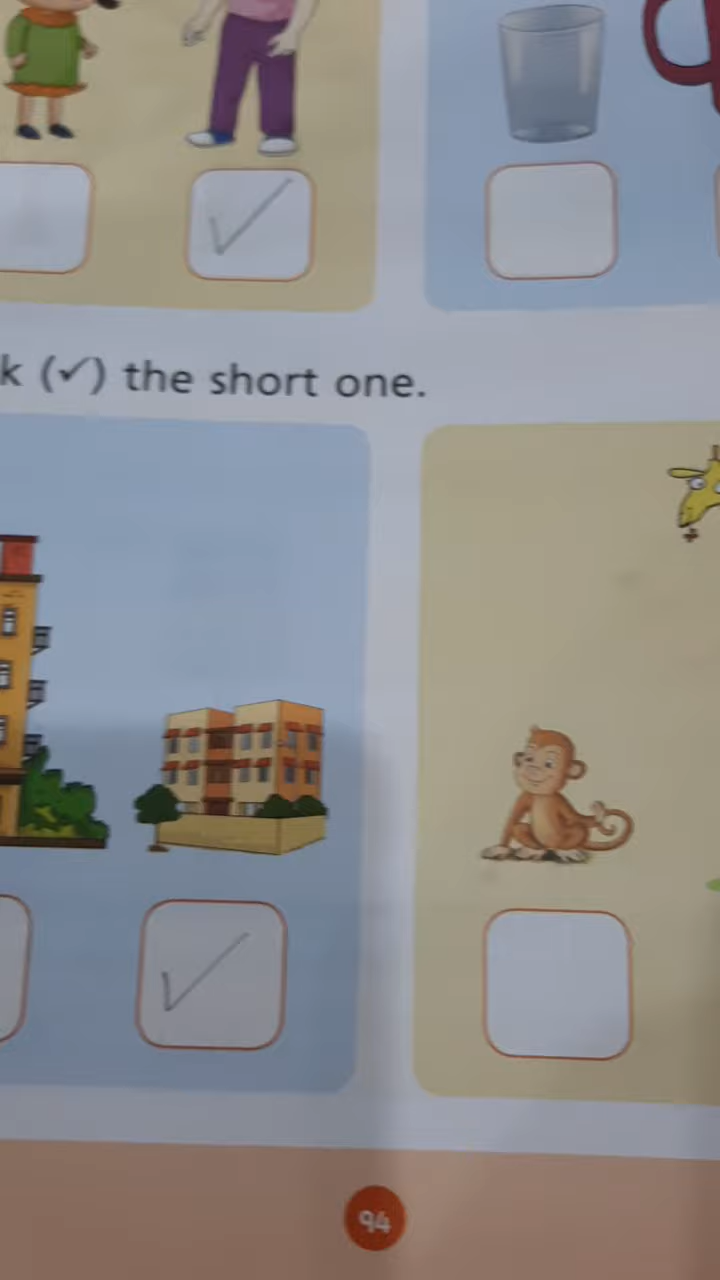 k (✓) the short one.
94